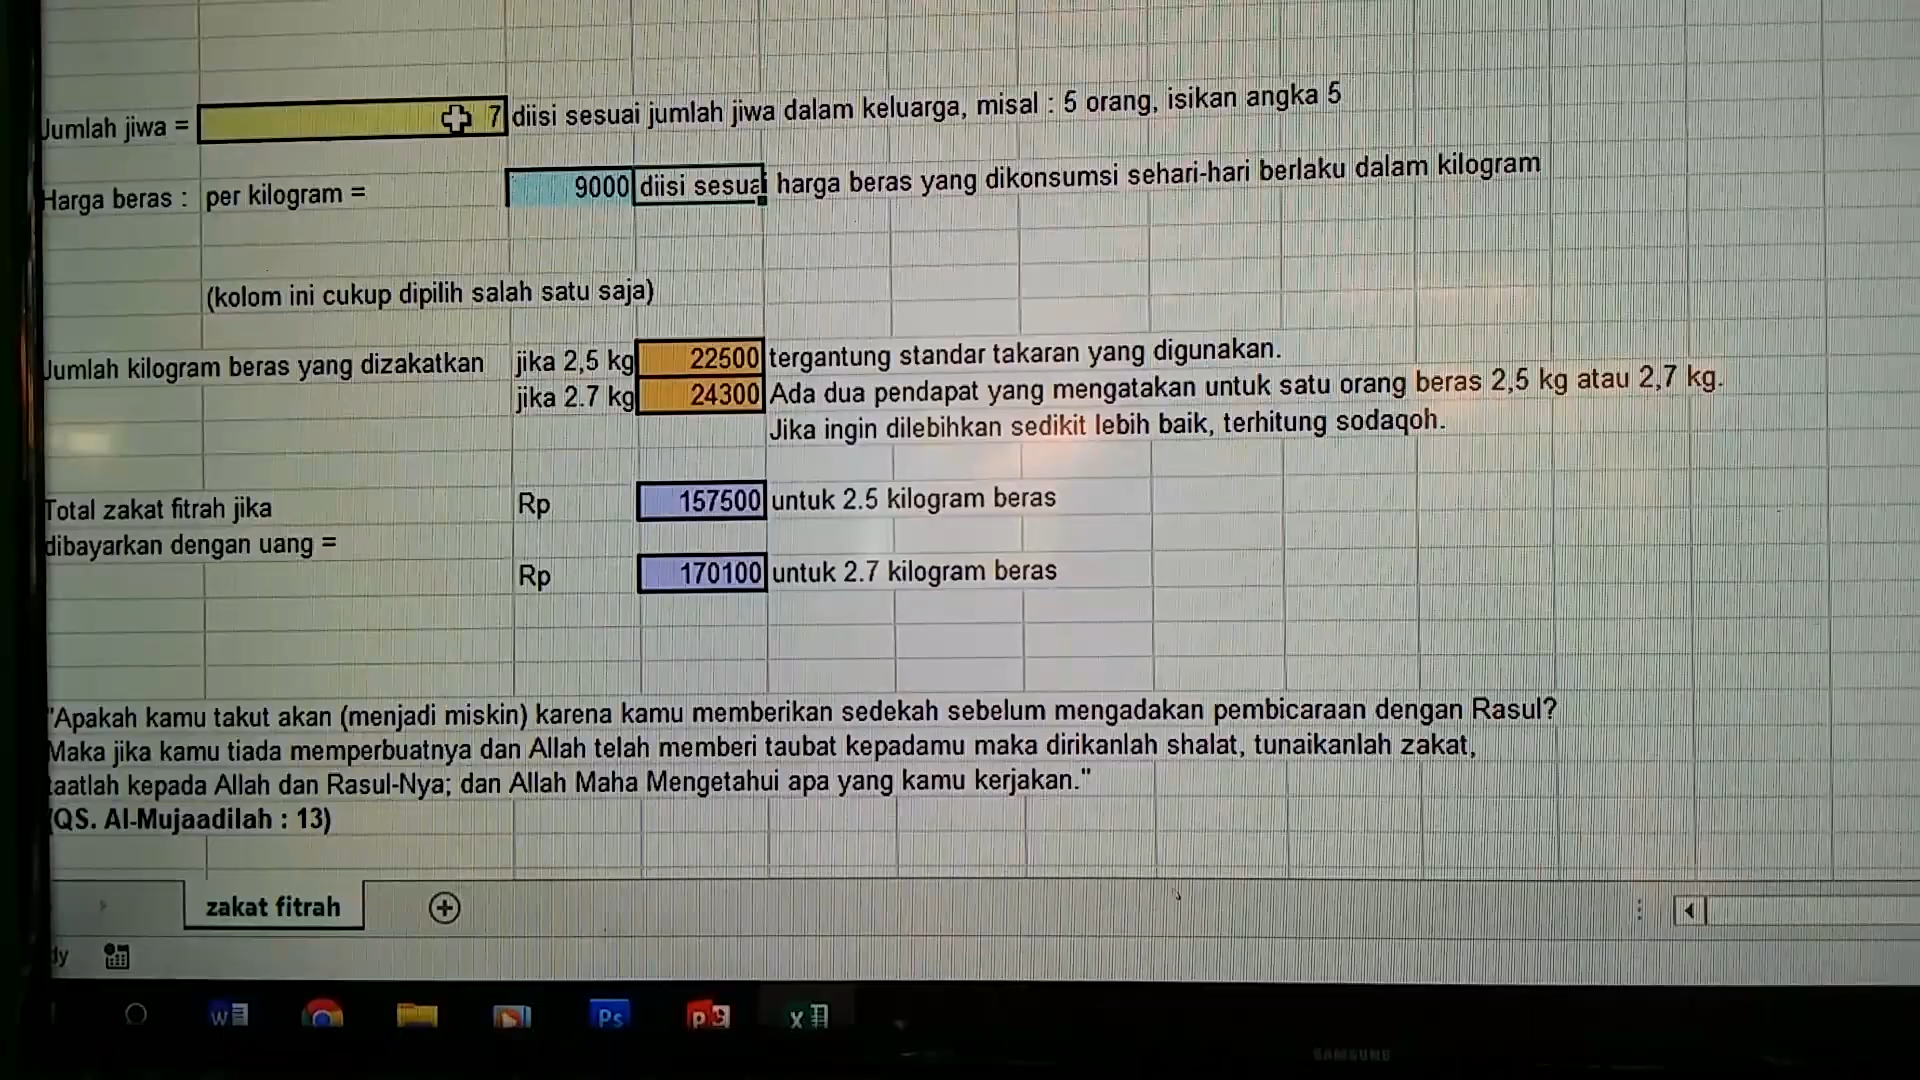 Jumlah jiwa = 7 diisi sesuai jumlah jiwa dalam keluarga, misal : 5 orang, isikan angka 5
Harga beras : per kilogram = 9000 diisi sesuai harga beras yang dikonsumsi sehari-hari berlaku dalam kilogram
(kolom ini cukup dipilih salah satu saja)
Jumlah kilogram beras yang dizakatkan jika 2,5 kg 22500 tergantung standar takaran yang digunakan.
jika 2.7 kg 24300 Ada dua pendapat yang mengatakan untuk satu orang beras 2,5 kg atau 2,7 kg.
Jika ingin dilebihkan sedikit lebih baik, terhitung sodaqoh.
Total zakat fitrah jika Rp 157500 untuk 2.5 kilogram beras
dibayarkan dengan uang =
Rp 170100 untuk 2.7 kilogram beras
"Apakah kamu takut akan (menjadi miskin) karena kamu memberikan sedekah sebelum mengadakan pembicaraan dengan Rasul?
Maka jika kamu tiada memperbuatnya dan Allah telah memberi taubat kepadamu maka dirikanlah shalat, tunaikanlah zakat,
taatlah kepada Allah dan Rasul-Nya; dan Allah Maha Mengetahui apa yang kamu kerjakan."
(QS. Al-Mujaadilah : 13)
zakat fitrah
dy
W Ps P X
SAMSUNG